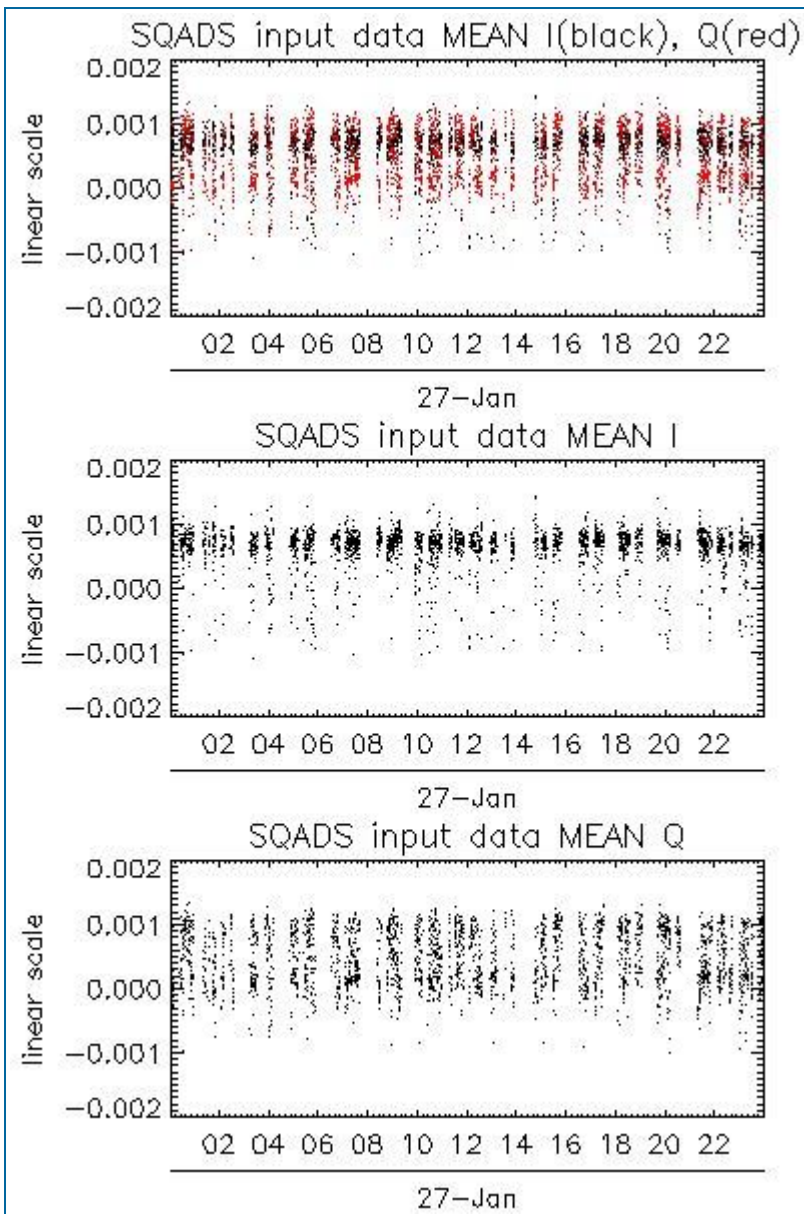 SQADS input data MEAN I(black), Q(red)
0.002
0.001
0.000
−0.001
−0.002
linear scale
02 04 06 08 10 12 14 16 18 20 22
27-Jan
SQADS input data MEAN I
0.002
0.001
0.000
−0.001
−0.002
linear scale
02 04 06 08 10 12 14 16 18 20 22
27-Jan
SQADS input data MEAN Q
0.002
0.001
0.000
−0.001
−0.002
linear scale
02 04 06 08 10 12 14 16 18 20 22
27-Jan